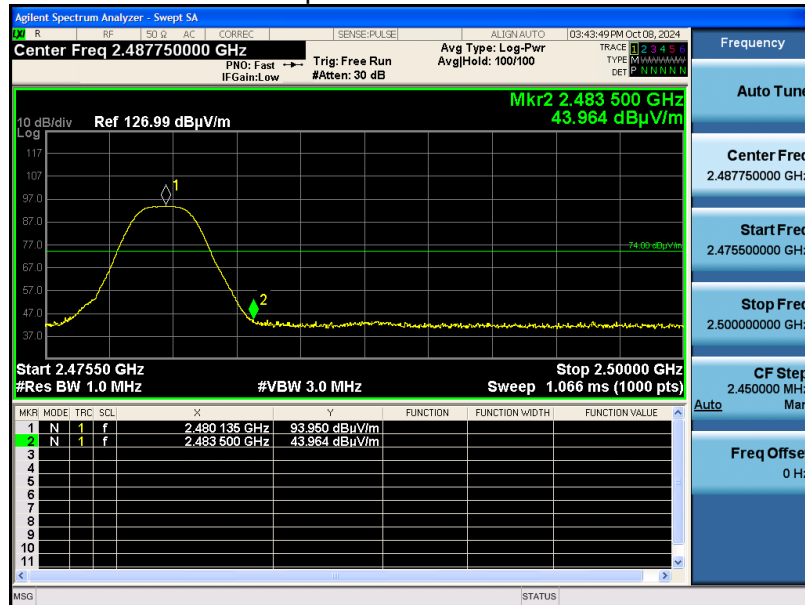 Agilent Spectrum Analyzer - Swept SA
LXI R RF 50 Ω AC CORREC SENSE:PULSE ALIGN AUTO 03:43:49 PM Oct 08, 2024
Center Freq 2.487750000 GHz
PNO: Fast
IFGain:Low
Trig: Free Run
#Atten: 30 dB
Avg Type: Log-Pwr
Avg|Hold: 100/100
TRACE 1 2 3 4 5 6
TYPE M W W W W W
DET P N N N N N
Mkr2 2.483 500 GHz
43.964 dBµV/m
10 dB/div Ref 126.99 dBµV/m
Log
117
107
97.0
87.0
77.0
67.0
57.0
47.0
37.0
1
2
74.00 dBµV/m
Start 2.47550 GHz Stop 2.50000 GHz
#Res BW 1.0 MHz #VBW 3.0 MHz Sweep 1.066 ms (1000 pts)
MKR MODE TRC SCL X Y FUNCTION FUNCTION WIDTH FUNCTION VALUE
1 N 1 f 2.480 135 GHz 93.950 dBµV/m
2 N 1 f 2.483 500 GHz 43.964 dBµV/m
3
4
5
6
7
8
9
10
11
MSG STATUS
Frequency
Auto Tune
Center Freq
2.487750000 GHz
Start Freq
2.475500000 GHz
Stop Freq
2.500000000 GHz
CF Step
2.450000 MHz
Auto Man
Freq Offset
0 Hz